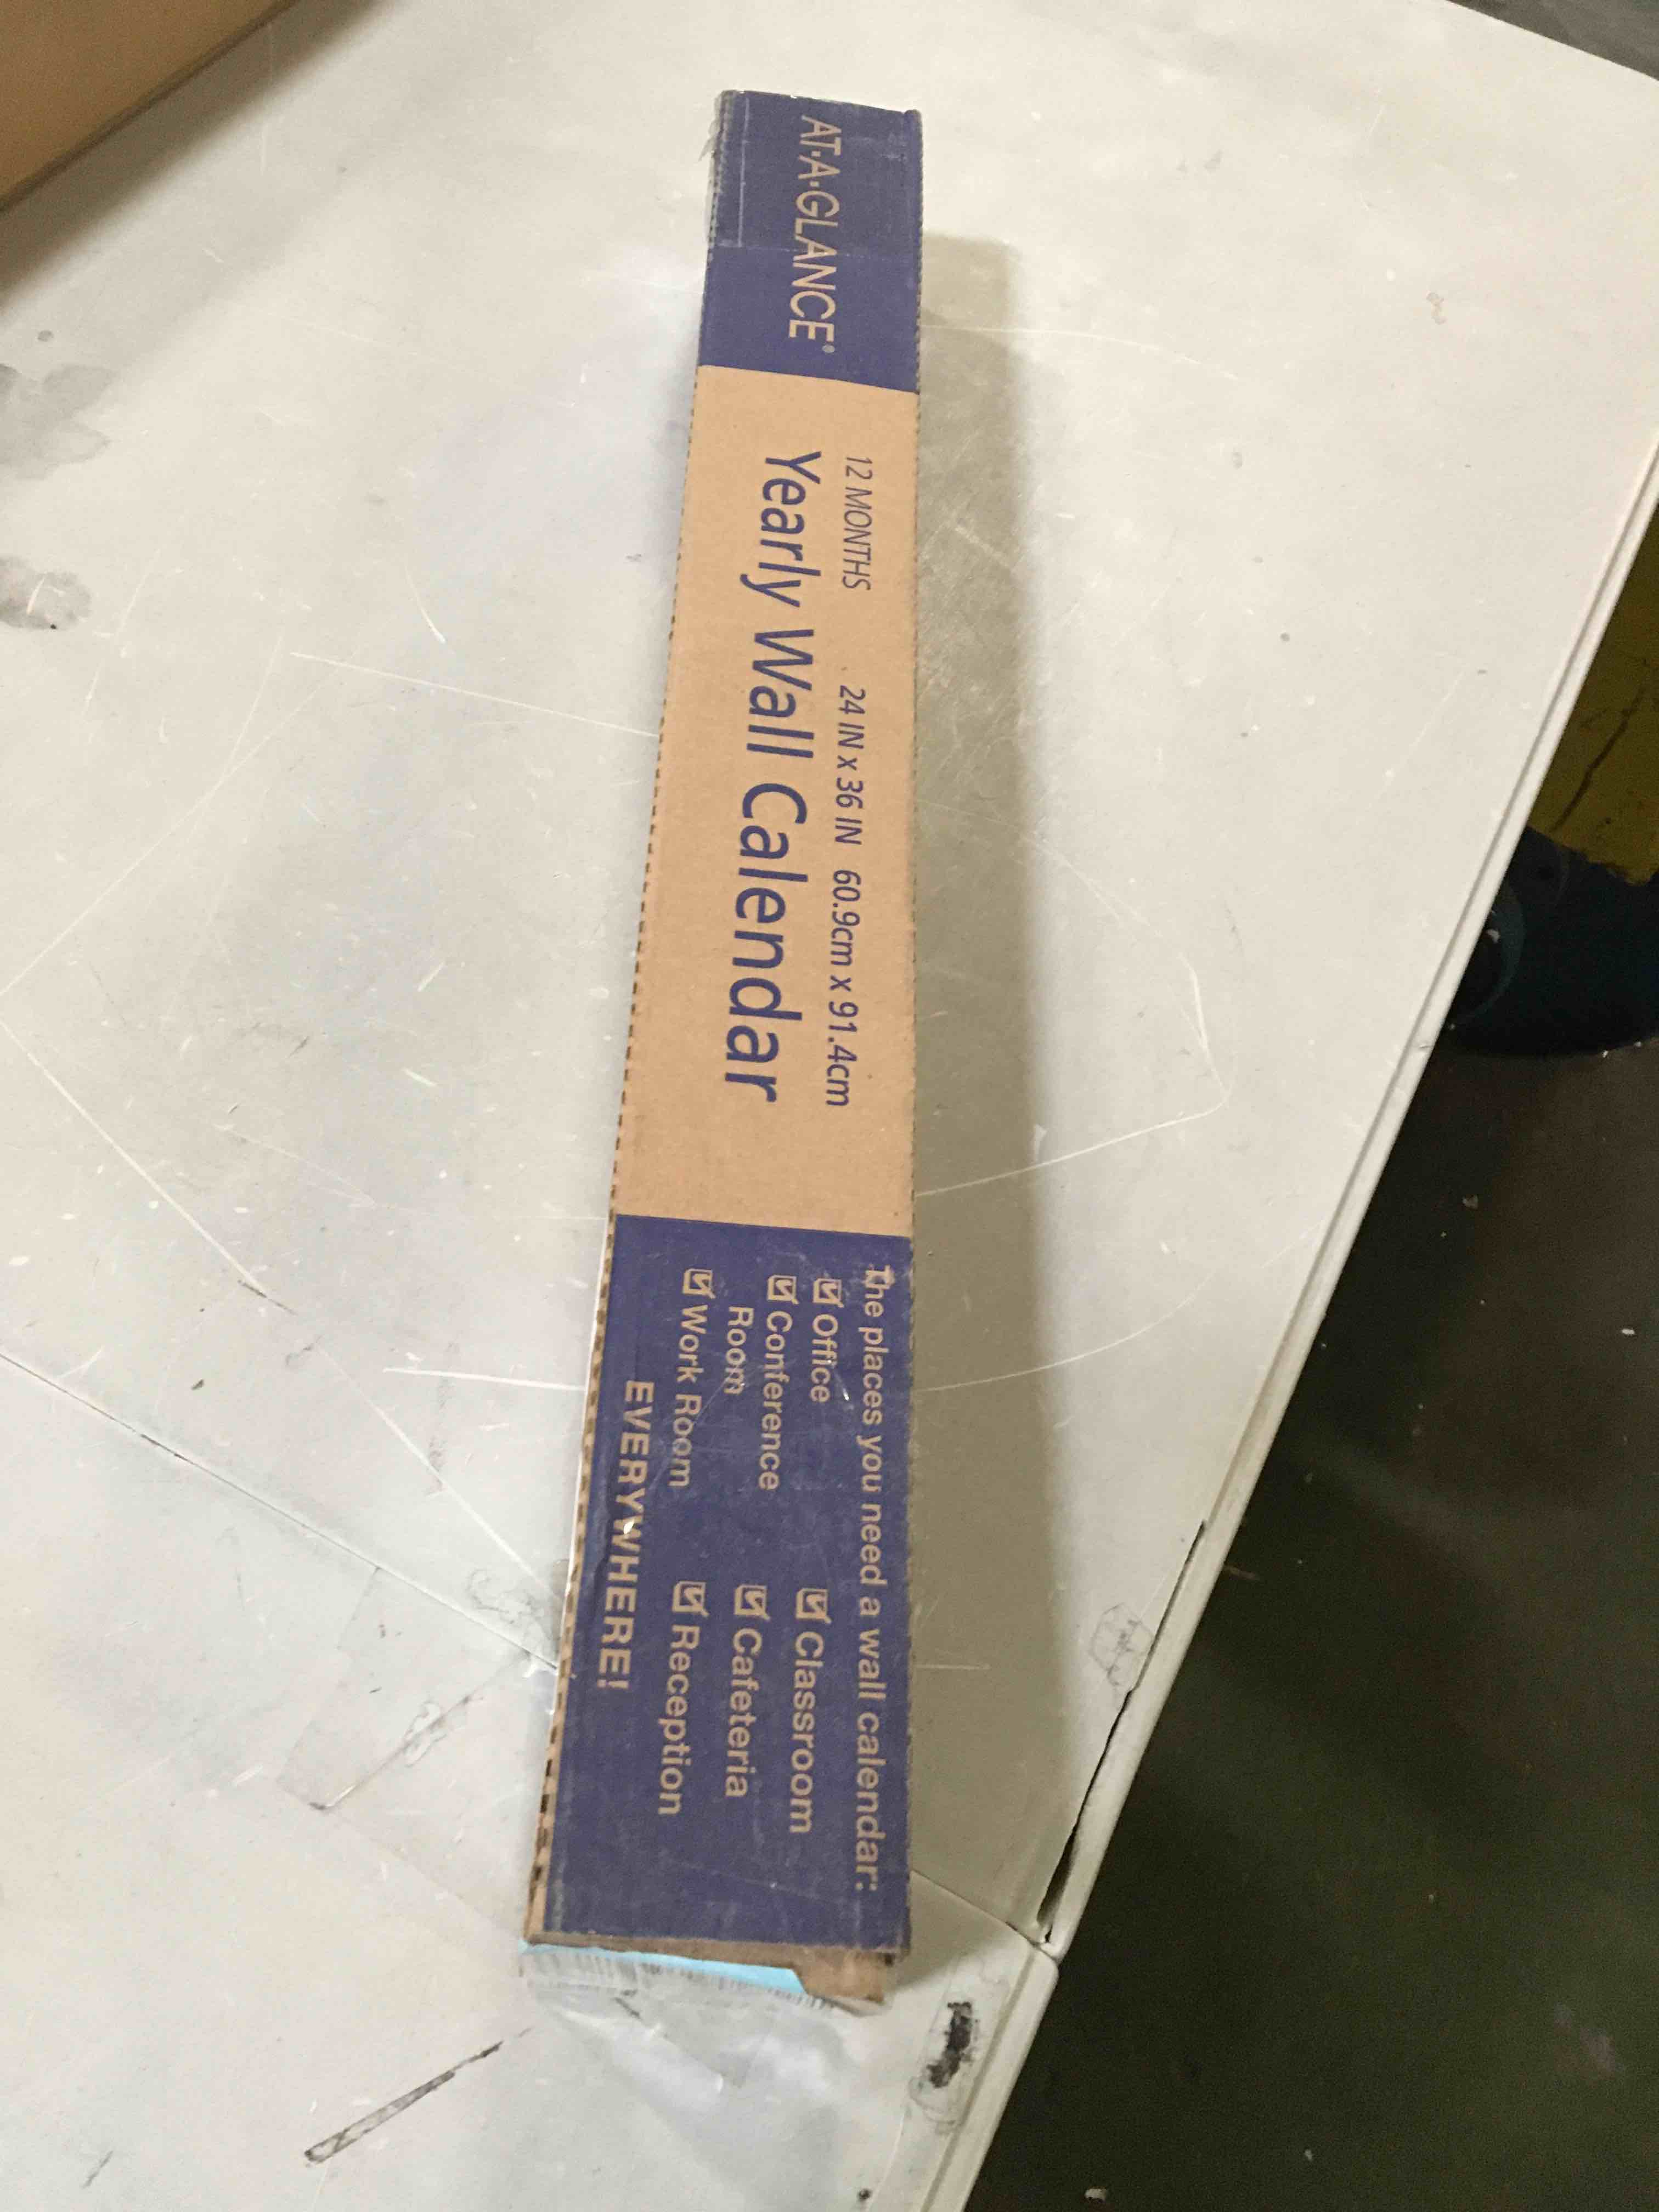 AT-A-GLANCE®
12 MONTHS 24 IN x 36 IN 60.9cm x 91.4cm
Yearly Wall Calendar
The places you need a wall calendar:
☑ Office ☑ Classroom
☑ Conference Room ☑ Cafeteria
☑ Work Room ☑ Reception
EVERYWHERE!